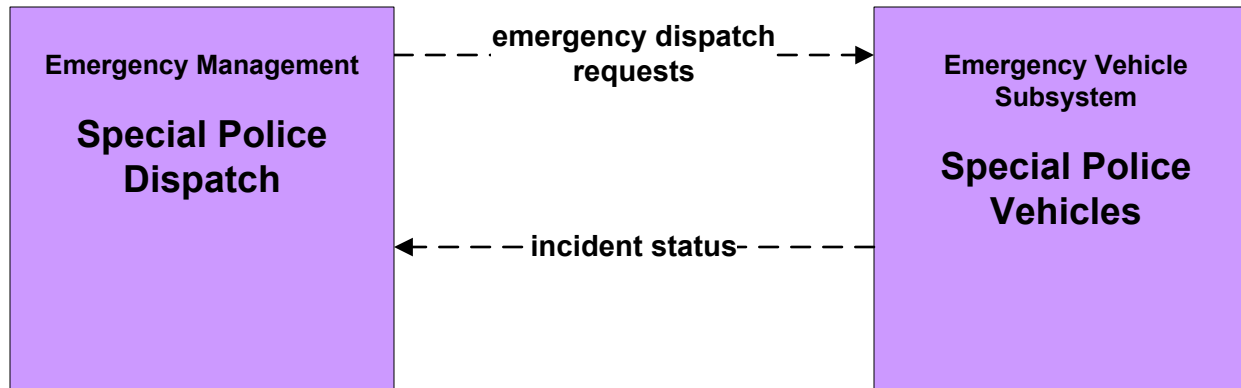 Emergency Management
Special Police
Dispatch
emergency dispatch
requests
incident status
Emergency Vehicle
Subsystem
Special Police
Vehicles